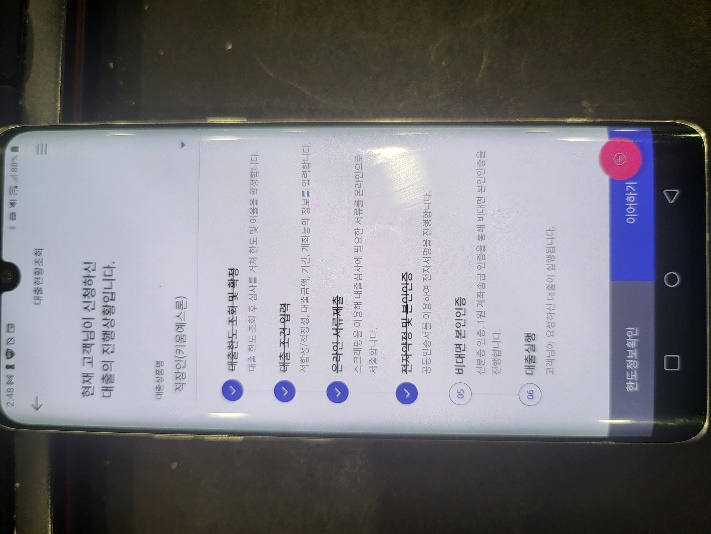 2:48
80%
대출현황조회
현재 고객님이 신청하신
대출의 진행상황입니다.
대출상품명
직장인(키움예스론)
대출한도 조회 및 확정
대출 한도 조회 후 심사를 거쳐 한도 및 이율을 확정합니다.
대출 조건 입력
적합성/적정성, 대출금액, 기간, 계좌등의 정보를 입력합니다.
온라인 서류제출
스크래핑을 이용해 대출심사에 필요한 서류를 온라인으로
제출합니다.
전자약정 및 본인인증
공동인증서를 이용하여 전자서명을 진행합니다.
05 비대면 본인인증
신분증 인증, 1원 계좌송금 인증을 통해 비대면 본인인증을
진행합니다.
06 대출실행
고객님이 요청하신 대출이 실행됩니다.
한도정보확인
이어하기